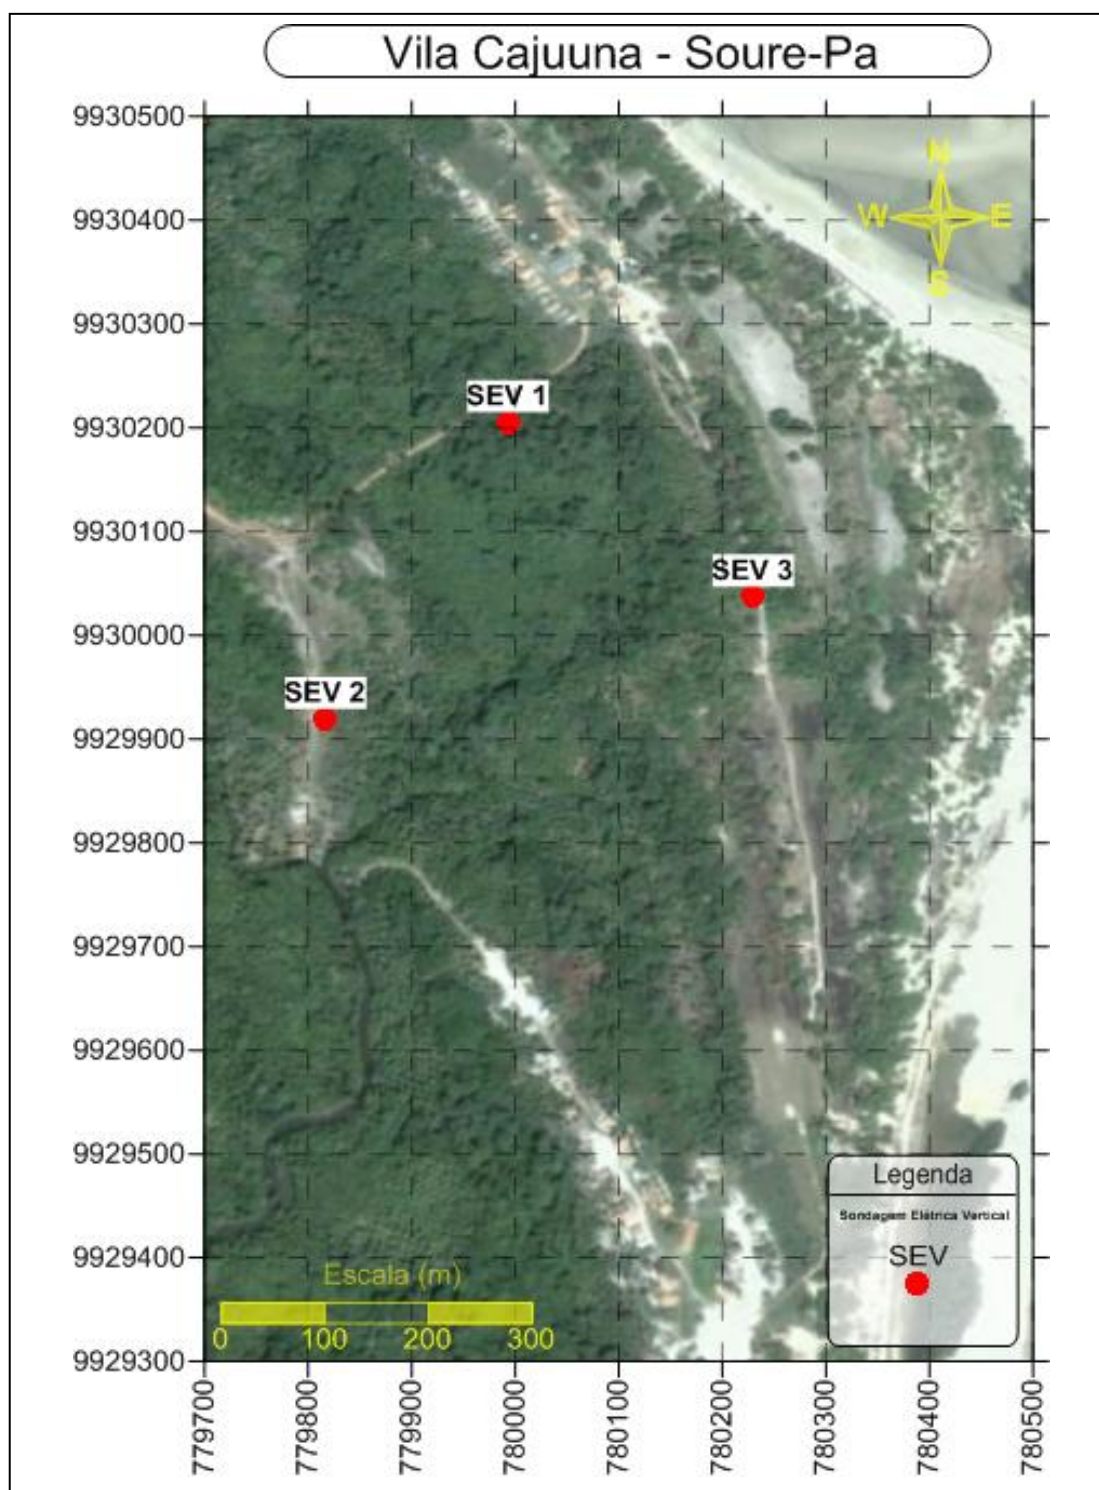 Vila Cajuuna - Soure-Pa
9930500
9930400
9930300
9930200
9930100
9930000
9929900
9929800
9929700
9929600
9929500
9929400
9929300
N
W E
S
SEV 1
SEV 3
SEV 2
Legenda
Sondagem Elétrica Vertical
SEV
Escala (m)
0 100 200 300
779700
779800
779900
780000
780100
780200
780300
780400
780500